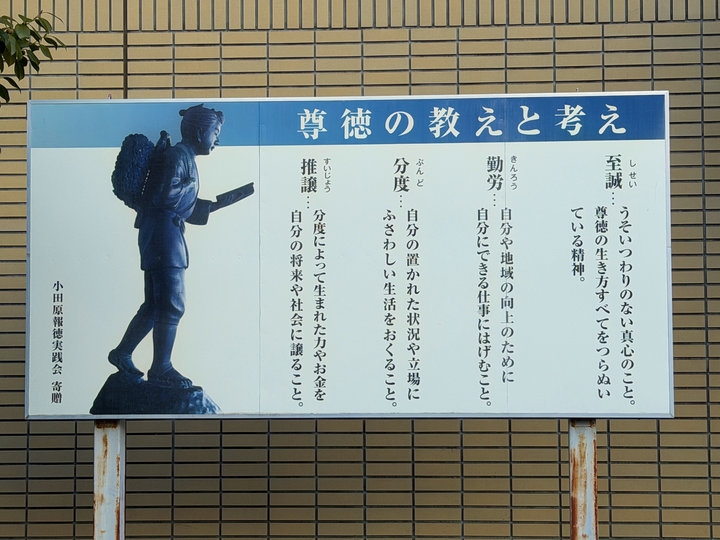 尊徳の教えと考え
しせい
至誠…うそいつわりのない真心のこと。
尊徳の生き方すべてをつらぬい
ている精神。
きんろう
勤労…自分や地域の向上のために
自分にできる仕事にはげむこと。
ぶんど
分度…自分の置かれた状況や立場に
ふさわしい生活をおくること。
すいじょう
推譲…分度によって生まれた力やお金を
自分の将来や社会に譲ること。
小田原報徳実践会 寄贈